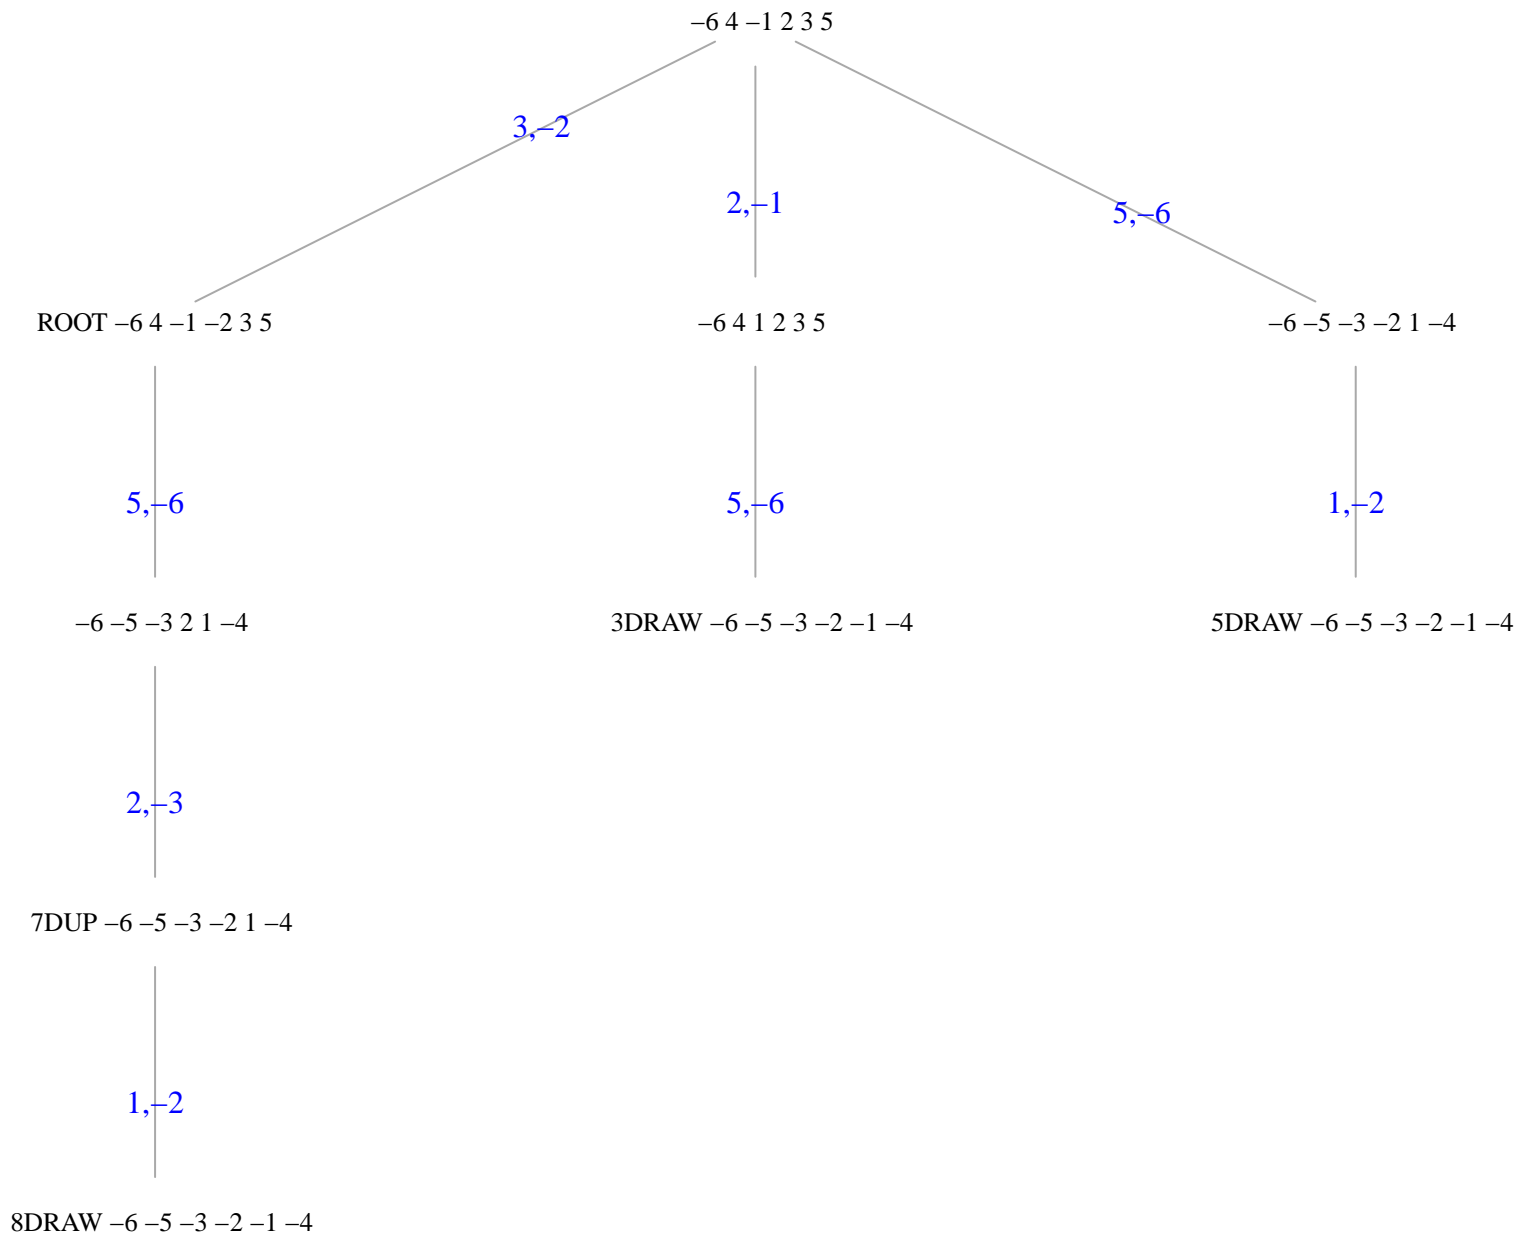 –6 4 –1 2 3 5
3,–2
2,–1
5,–6
ROOT –6 4 –1 –2 3 5
–6 4 1 2 3 5
–6 –5 –3 –2 1 –4
5,–6
5,–6
1,–2
–6 –5 –3 2 1 –4
3DRAW –6 –5 –3 –2 –1 –4
5DRAW –6 –5 –3 –2 –1 –4
2,–3
7DUP –6 –5 –3 –2 1 –4
1,–2
8DRAW –6 –5 –3 –2 –1 –4